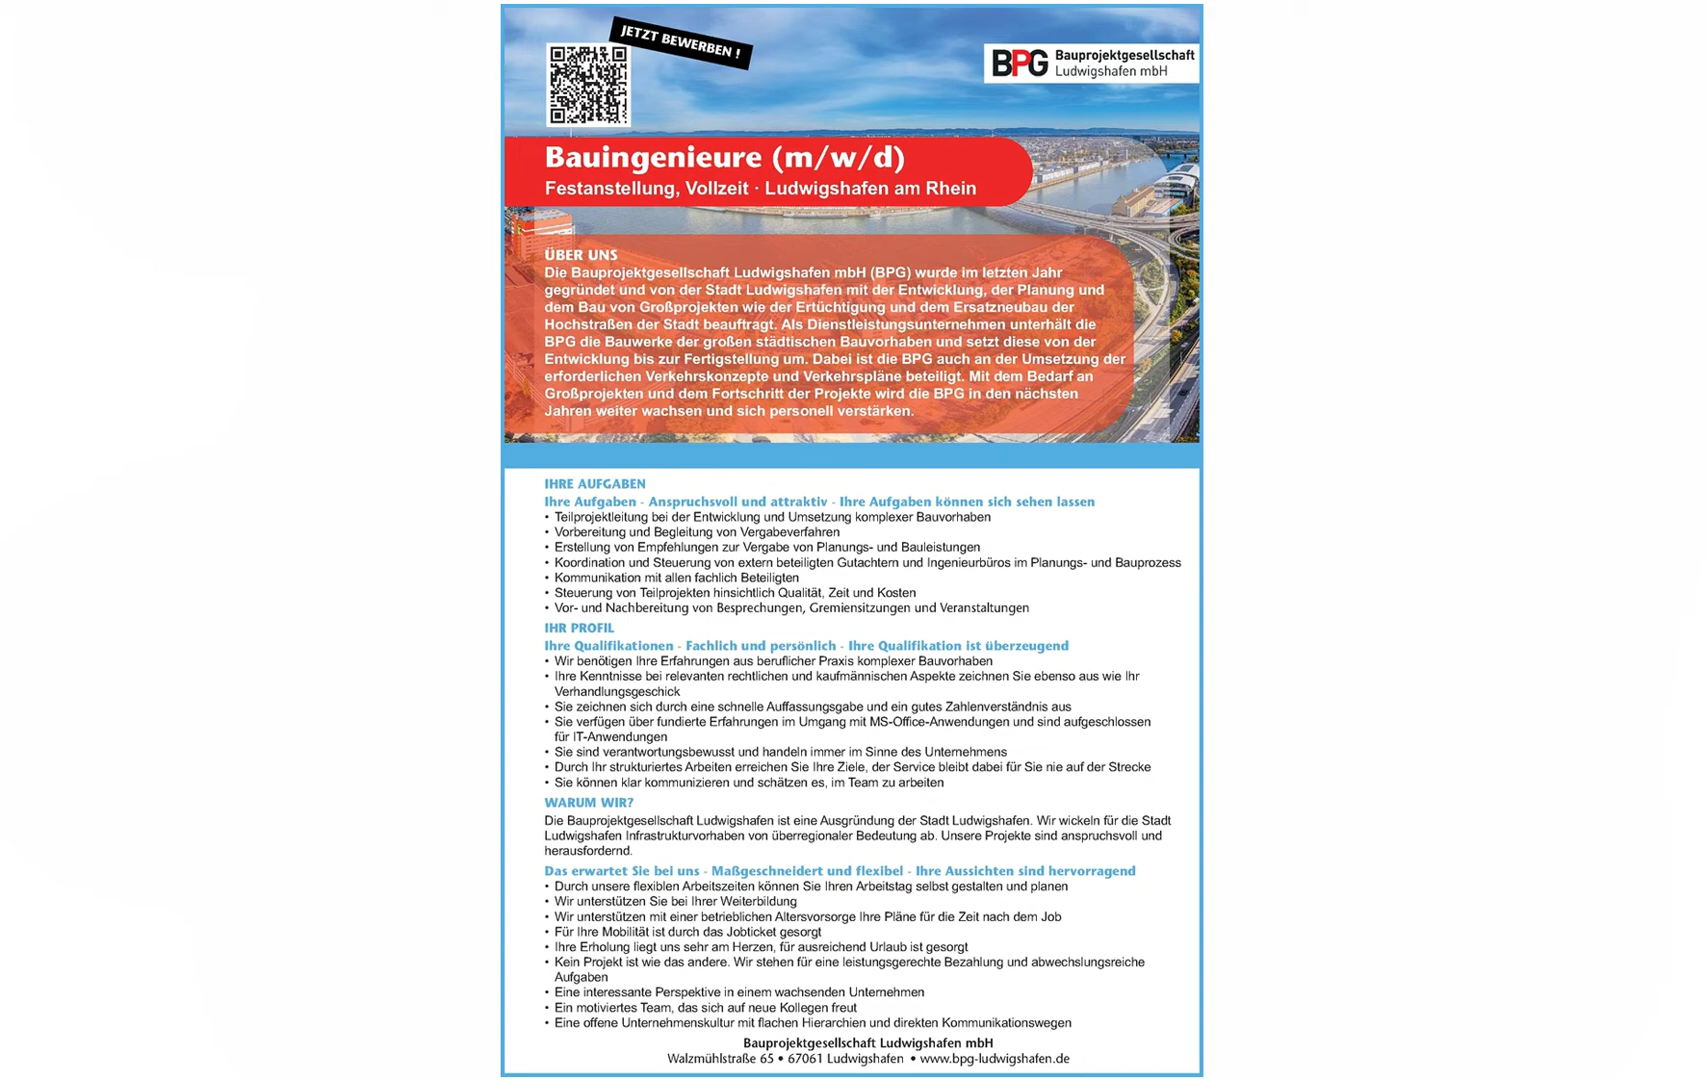 JETZT BEWERBEN !
BPG Bauprojektgesellschaft
Ludwigshafen mbH
Bauingenieure (m/w/d)
Festanstellung, Vollzeit · Ludwigshafen am Rhein
ÜBER UNS
Die Bauprojektgesellschaft Ludwigshafen mbH (BPG) wurde im letzten Jahr
gegründet und von der Stadt Ludwigshafen mit der Entwicklung, der Planung und
dem Bau von Großprojekten wie der Ertüchtigung und dem Ersatzneubau der
Hochstraßen der Stadt beauftragt. Als Dienstleistungsunternehmen unterhält die
BPG die Bauwerke der großen städtischen Bauvorhaben und setzt diese von der
Entwicklung bis zur Fertigstellung um. Dabei ist die BPG auch an der Umsetzung der
erforderlichen Verkehrskonzepte und Verkehrspläne beteiligt. Mit dem Bedarf an
Großprojekten und dem Fortschritt der Projekte wird die BPG in den nächsten
Jahren weiter wachsen und sich personell verstärken.
IHRE AUFGABEN
Ihre Aufgaben - Anspruchsvoll und attraktiv - Ihre Aufgaben können sich sehen lassen
• Teilprojektleitung bei der Entwicklung und Umsetzung komplexer Bauvorhaben
• Vorbereitung und Begleitung von Vergabeverfahren
• Erstellung von Empfehlungen zur Vergabe von Planungs- und Bauleistungen
• Koordination und Steuerung von extern beteiligten Gutachtern und Ingenieurbüros im Planungs- und Bauprozess
• Kommunikation mit allen fachlich Beteiligten
• Steuerung von Teilprojekten hinsichtlich Qualität, Zeit und Kosten
• Vor- und Nachbereitung von Besprechungen, Gremiensitzungen und Veranstaltungen
IHR PROFIL
Ihre Qualifikationen - Fachlich und persönlich - Ihre Qualifikation ist überzeugend
• Wir benötigen Ihre Erfahrungen aus beruflicher Praxis komplexer Bauvorhaben
• Ihre Kenntnisse bei relevanten rechtlichen und kaufmännischen Aspekte zeichnen Sie ebenso aus wie Ihr
Verhandlungsgeschick
• Sie zeichnen sich durch eine schnelle Auffassungsgabe und ein gutes Zahlenverständnis aus
• Sie verfügen über fundierte Erfahrungen im Umgang mit MS-Office-Anwendungen und sind aufgeschlossen
für IT-Anwendungen
• Sie sind verantwortungsbewusst und handeln immer im Sinne des Unternehmens
• Durch Ihr strukturiertes Arbeiten erreichen Sie Ihre Ziele, der Service bleibt dabei für Sie nie auf der Strecke
• Sie können klar kommunizieren und schätzen es, im Team zu arbeiten
WARUM WIR?
Die Bauprojektgesellschaft Ludwigshafen ist eine Ausgründung der Stadt Ludwigshafen. Wir wickeln für die Stadt
Ludwigshafen Infrastrukturvorhaben von überregionaler Bedeutung ab. Unsere Projekte sind anspruchsvoll und
herausfordernd.
Das erwartet Sie bei uns - Maßgeschneidert und flexibel - Ihre Aussichten sind hervorragend
• Durch unsere flexiblen Arbeitszeiten können Sie Ihren Arbeitstag selbst gestalten und planen
• Wir unterstützen Sie bei Ihrer Weiterbildung
• Wir unterstützen mit einer betrieblichen Altersvorsorge Ihre Pläne für die Zeit nach dem Job
• Für Ihre Mobilität ist durch das Jobticket gesorgt
• Ihre Erholung liegt uns sehr am Herzen, für ausreichend Urlaub ist gesorgt
• Kein Projekt ist wie das andere. Wir stehen für eine leistungsgerechte Bezahlung und abwechslungsreiche
Aufgaben
• Eine interessante Perspektive in einem wachsenden Unternehmen
• Ein motiviertes Team, das sich auf neue Kollegen freut
• Eine offene Unternehmenskultur mit flachen Hierarchien und direkten Kommunikationswegen
Bauprojektgesellschaft Ludwigshafen mbH
Walzmühlstraße 65 • 67061 Ludwigshafen • www.bpg-ludwigshafen.de